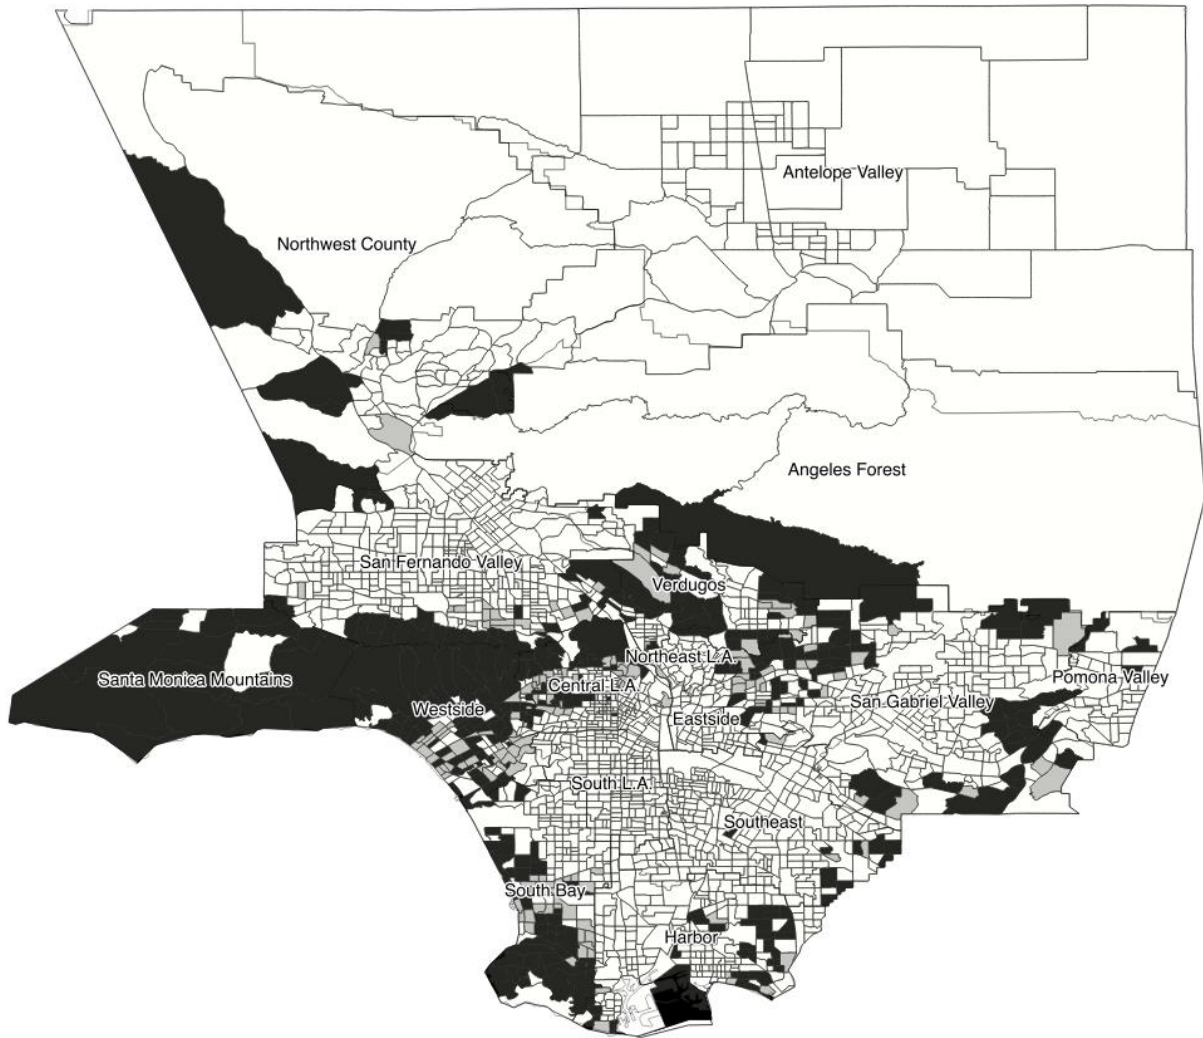 Antelope Valley
Northwest County
Angeles Forest
San Fernando Valley
Verdugos
Northeast L.A.
Santa Monica Mountains
Central L.A.
Pomona Valley
San Gabriel Valley
Westside
Eastside
South L.A.
Southeast
South Bay
Harbor